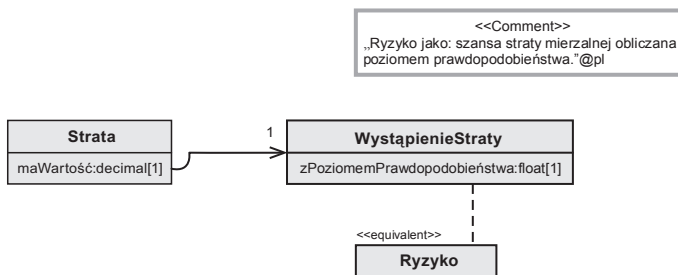 <<Comment>>
„Ryzyko jako: szansa straty mierzalnej obliczana
poziomem prawdopodobieństwa.”@pl
Strata
maWartość:decimal[1]
1
WystąpienieStraty
zPoziomemPrawdopodobieństwa:float[1]
<<equivalent>>
Ryzyko